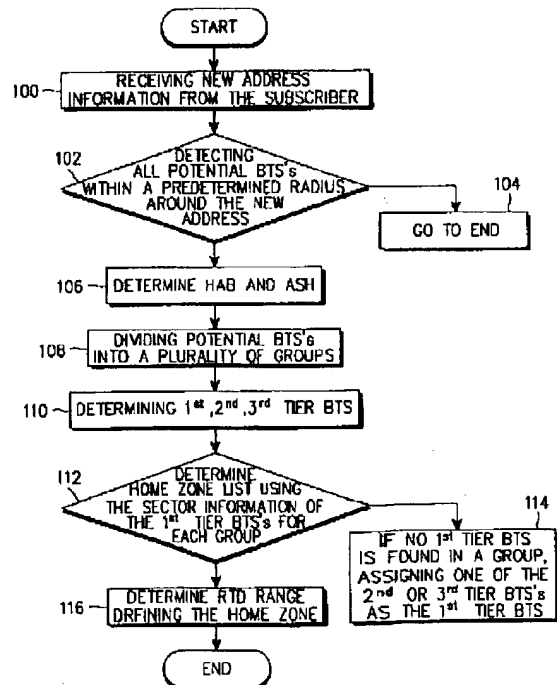 START
100
RECEIVING NEW ADDRESS
INFORMATION FROM THE SUBSCRIBER
102
DETECTING
ALL POTENTIAL BTS's
WITHIN A PREDETERMINED RADIUS
AROUND THE NEW
ADDRESS
104
GO TO END
106
DETERMINE HAB AND ASH
108
DIVIDING POTENTIAL BTS's
INTO A PLURALITY OF GROUPS
110
DETERMINING 1st,2nd,3rd TIER BTS
112
DETERMINE
HOME ZONE LIST USING
THE SECTOR INFORMATION OF
THE 1st TIER BTS's FOR
EACH GROUP
114
IF NO 1st TIER BTS
IS FOUND IN A GROUP,
ASSIGNING ONE OF THE
2nd OR 3rd TIER BTS's
AS THE 1st TIER BTS
116
DETERMINE RTD RANGE
DRFINING THE HOME ZONE
END